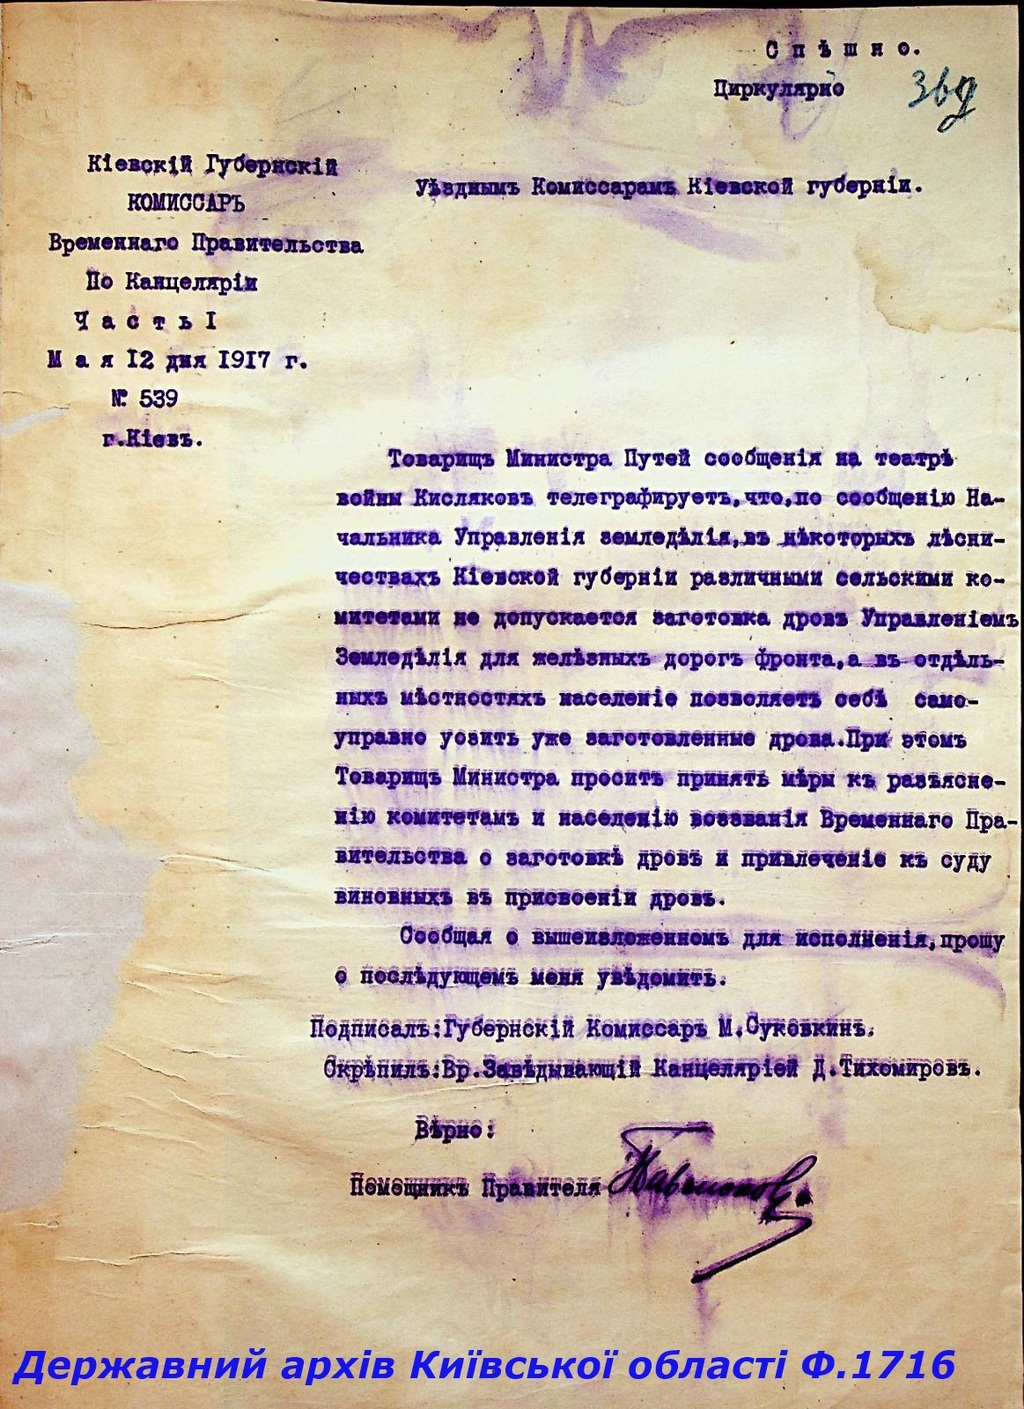 Спѣшно.
Циркулярно
Кіевскій Губернскій
КОМИССАРЪ
Временнаго Правительства
По Канцеляріи
Часть I
Мая 12 дня 1917 г.
№ 539
г.Кіевъ.
Уѣзднымъ Комиссарамъ Кіевской губерніи.
Товарищъ Министра Путей сообщенія на театрѣ
войны Кисляковъ телеграфируетъ,что,по сообщенію На-
чальника Управленія земледѣлія,въ нѣкоторыхъ лѣсни-
чествахъ Кіевской губерніи различными сельскими ко-
митетами не допускается заготовка дровъ Управленіемъ
Земледѣлія для желѣзныхъ дорогъ фронта,а въ отдѣль-
ныхъ мѣстностяхъ населеніе позволяетъ себѣ само-
управно уозить уже заготовленные дрова.При этомъ
Товарищъ Министра проситъ принять мѣры къ разъясне-
нію комитетамъ и населенію воззванія Временнаго Пра-
вительства о заготовкѣ дровъ и привлеченіе къ суду
виновныхъ въ присвоеніи дровъ.
Сообщая о вышеизложенномъ для исполненія,прошу
о послѣдующемъ меня увѣдомить.
Подписалъ:Губернскій Комиссаръ М.Суковкинъ.
Скрѣпилъ:Вр.Завѣдывающій Канцеляріей Д.Тихомировъ.
Вѣрно:
Помощникъ Правителя
Державний архів Київської області Ф.1716